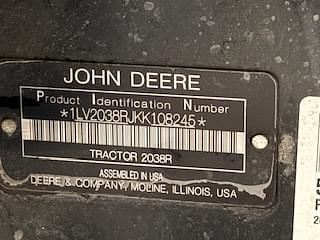 JOHN DEERE
Product Identification Number
*1LV2038RJKK108245*
TRACTOR 2038R
ASSEMBLED IN USA
DEERE & COMPANY, MOLINE, ILLINOIS, USA